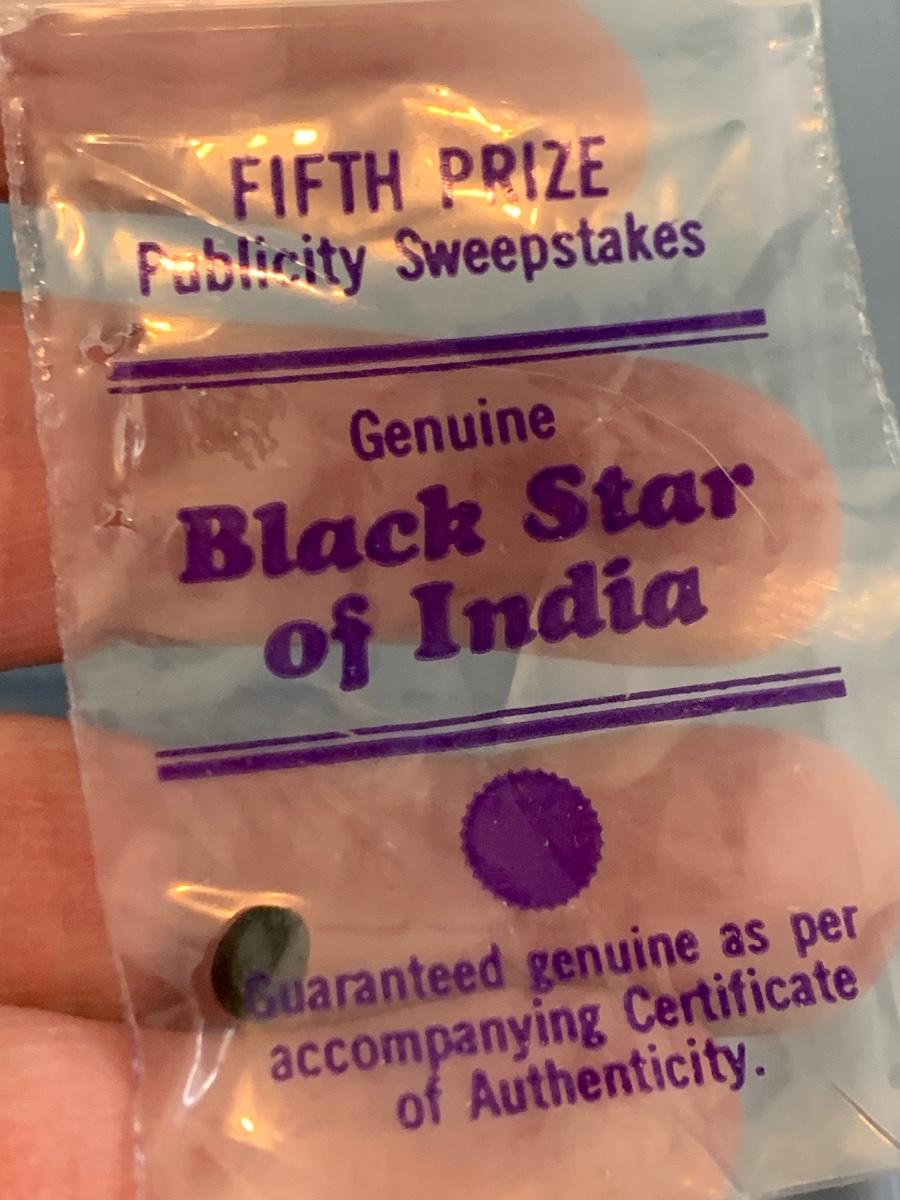 FIFTH PRIZE
Publicity Sweepstakes
Genuine
Black Star
of India
Guaranteed genuine as per
accompanying Certificate
of Authenticity.